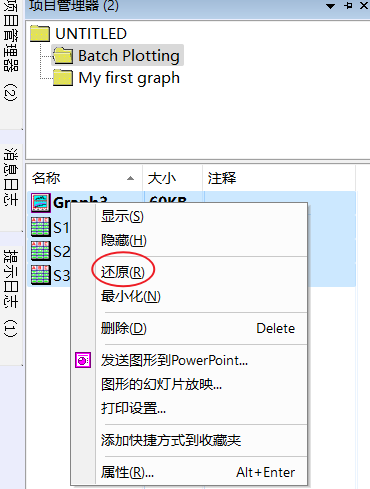 项目管理器 (2)
消息日志
提示日志 (1)
项目管理器 (2)
UNTITLED
Batch Plotting
My first graph
名称 大小 注释
Graph3 60KB
S1
S2
S3
显示(S)
隐藏(H)
还原(R)
最小化(N)
删除(D) Delete
发送图形到PowerPoint...
图形的幻灯片放映...
打印设置...
添加快捷方式到收藏夹
属性(R)... Alt+Enter